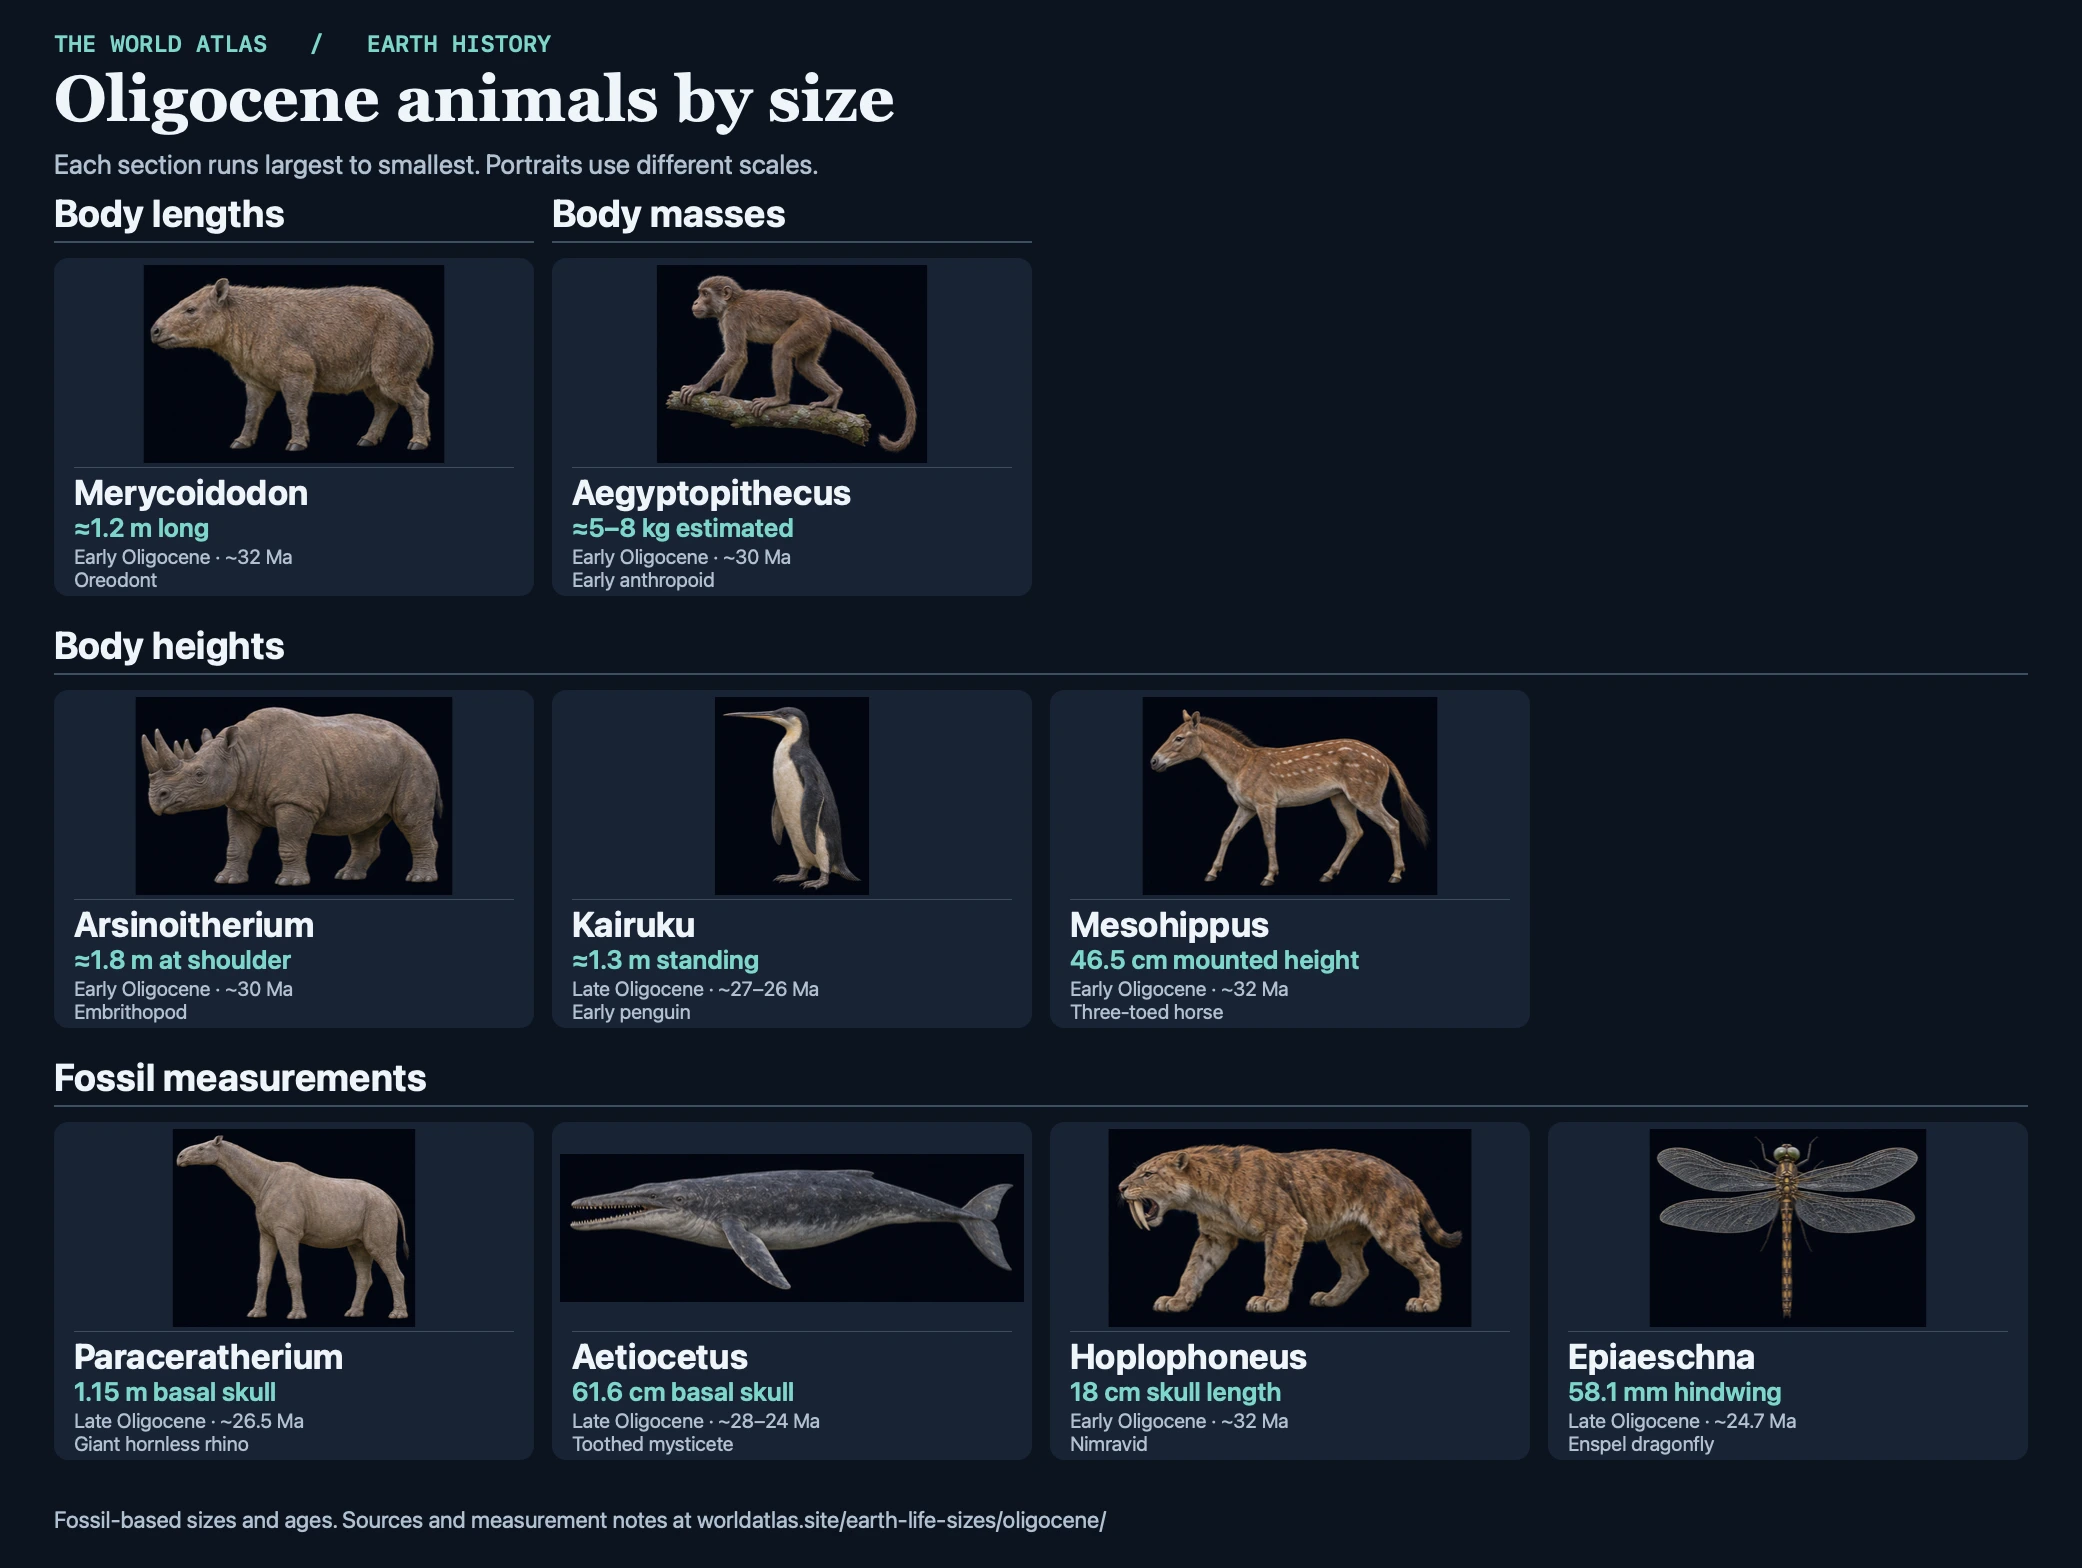 THE WORLD ATLAS / EARTH HISTORY
Oligocene animals by size
Each section runs largest to smallest. Portraits use different scales.
Body lengths
Merycoidodon
≈1.2 m long
Early Oligocene · ~32 Ma
Oreodont
Body masses
Aegyptopithecus
≈5–8 kg estimated
Early Oligocene · ~30 Ma
Early anthropoid
Body heights
Arsinoitherium
≈1.8 m at shoulder
Early Oligocene · ~30 Ma
Embrithopod
Kairuku
≈1.3 m standing
Late Oligocene · ~27–26 Ma
Early penguin
Mesohippus
46.5 cm mounted height
Early Oligocene · ~32 Ma
Three-toed horse
Fossil measurements
Paraceratherium
1.15 m basal skull
Late Oligocene · ~26.5 Ma
Giant hornless rhino
Aetiocetus
61.6 cm basal skull
Late Oligocene · ~28–24 Ma
Toothed mysticete
Hoplophoneus
18 cm skull length
Early Oligocene · ~32 Ma
Nimravid
Epiaeschna
58.1 mm hindwing
Late Oligocene · ~24.7 Ma
Enspel dragonfly
Fossil-based sizes and ages. Sources and measurement notes at worldatlas.site/earth-life-sizes/oligocene/